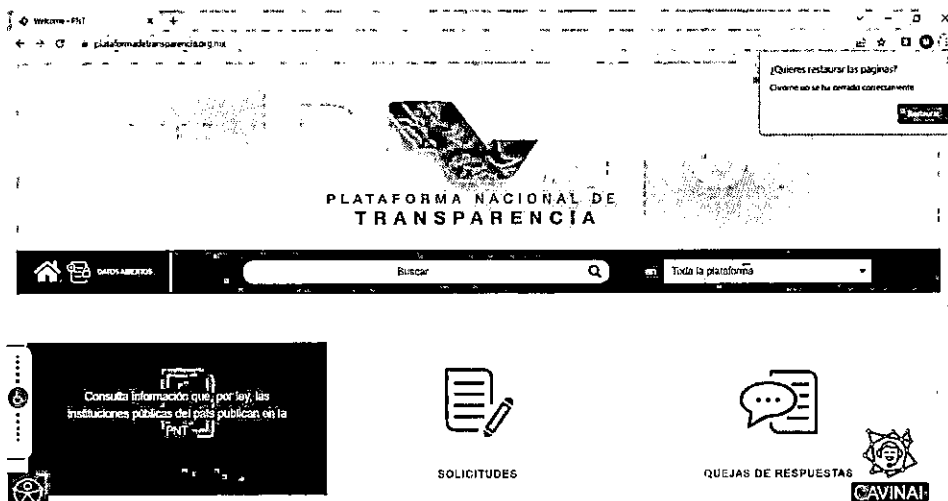 Welcome - PNT
plataformadetransparencia.org.mx
¿Quieres restaurar las páginas?
Chrome no se ha cerrado correctamente
Restaurar
PLATAFORMA NACIONAL DE
TRANSPARENCIA
DATOS ABIERTOS
Buscar
en
Toda la plataforma
Consulta información que, por ley, las
instituciones públicas del país publican en la
PNT
SOLICITUDES
QUEJAS DE RESPUESTAS
CAVINAI